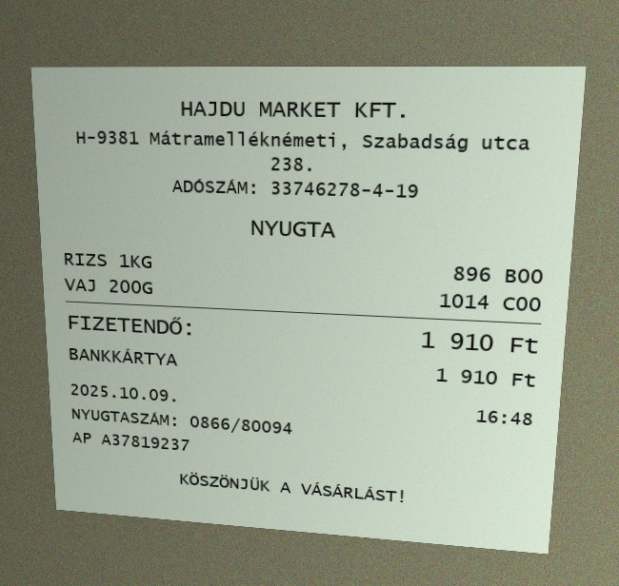 HAJDU MARKET KFT.
H-9381 Mátramelléknémeti, Szabadság utca
238.
ADÓSZÁM: 33746278-4-19
NYUGTA
RIZS 1KG 896 B00
VAJ 200G 1014 C00
FIZETENDŐ: 1 910 Ft
BANKKÁRTYA 1 910 Ft
2025.10.09. 16:48
NYUGTASZÁM: 0866/80094
AP A37819237
KÖSZÖNJÜK A VÁSÁRLÁST!